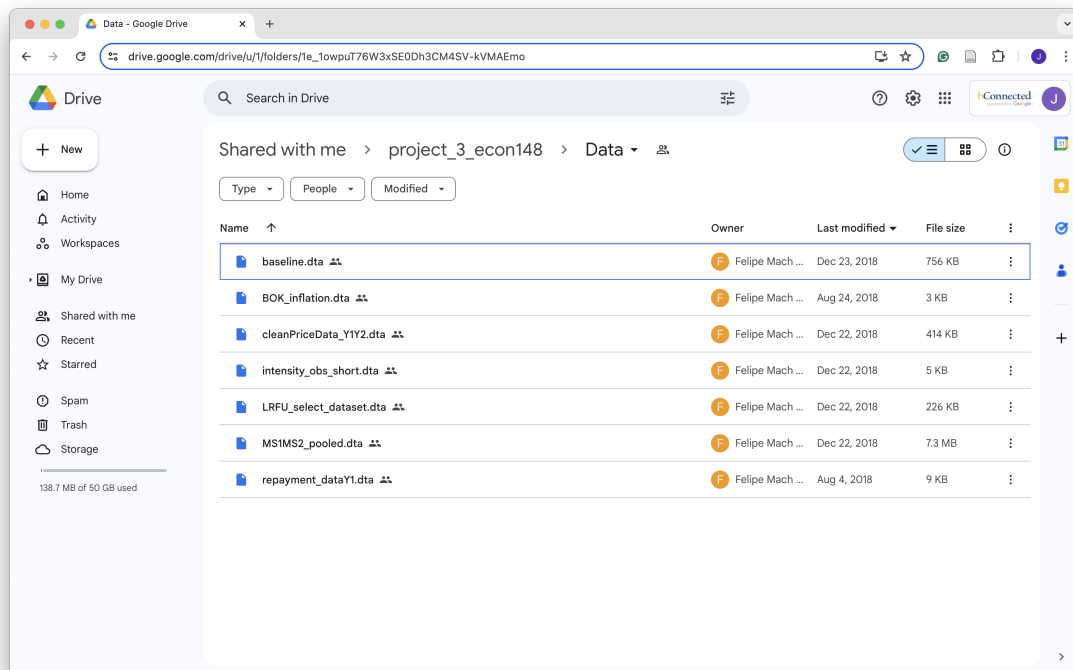 Data - Google Drive
drive.google.com/drive/u/1/folders/1e_1owpuT76W3xSE0Dh3CM4SV-kVMAEmo
J
Drive
Search in Drive
hConnected
presented by Google
J
New
Shared with me > project_3_econ148 > Data
31
Type People Modified
Home
Activity
Workspaces
My Drive
Shared with me
Recent
Starred
Spam
Trash
Storage
138.7 MB of 50 GB used
Name Owner Last modified File size
baseline.dta F Felipe Mach ... Dec 23, 2018 756 KB
BOK_inflation.dta F Felipe Mach ... Aug 24, 2018 3 KB
cleanPriceData_Y1Y2.dta F Felipe Mach ... Dec 22, 2018 414 KB
intensity_obs_short.dta F Felipe Mach ... Dec 22, 2018 5 KB
LRFU_select_dataset.dta F Felipe Mach ... Dec 22, 2018 226 KB
MS1MS2_pooled.dta F Felipe Mach ... Dec 22, 2018 7.3 MB
repayment_dataY1.dta F Felipe Mach ... Aug 4, 2018 9 KB